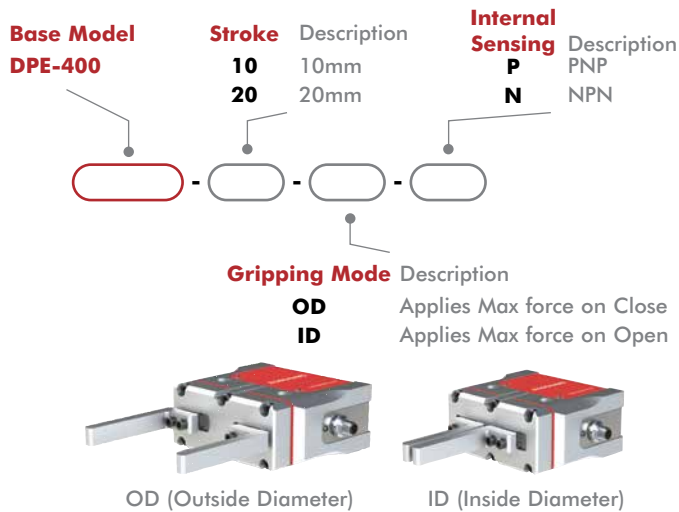 Base Model
DPE-400
Stroke Description
10 10mm
20 20mm
Internal
Sensing Description
P PNP
N NPN
- - -
Gripping Mode Description
OD Applies Max force on Close
ID Applies Max force on Open
OD (Outside Diameter)
ID (Inside Diameter)